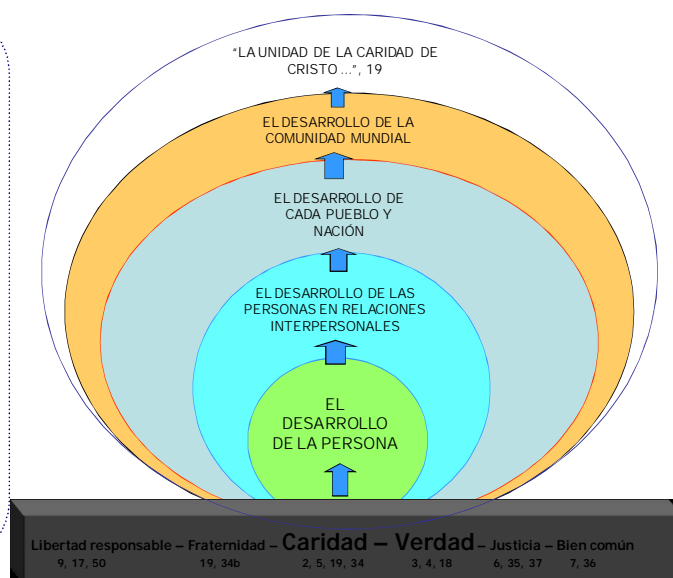 "LA UNIDAD DE LA CARIDAD DE
CRISTO ...", 19
EL DESARROLLO DE LA
COMUNIDAD MUNDIAL
EL DESARROLLO DE
CADA PUEBLO Y
NACIÓN
EL DESARROLLO DE LAS
PERSONAS EN RELACIONES
INTERPERSONALES
EL
DESARROLLO
DE LA PERSONA
Libertad responsable – Fraternidad – Caridad – Verdad – Justicia – Bien común
9, 17, 50 19, 34b 2, 5, 19, 34 3, 4, 18 6, 35, 37 7, 36